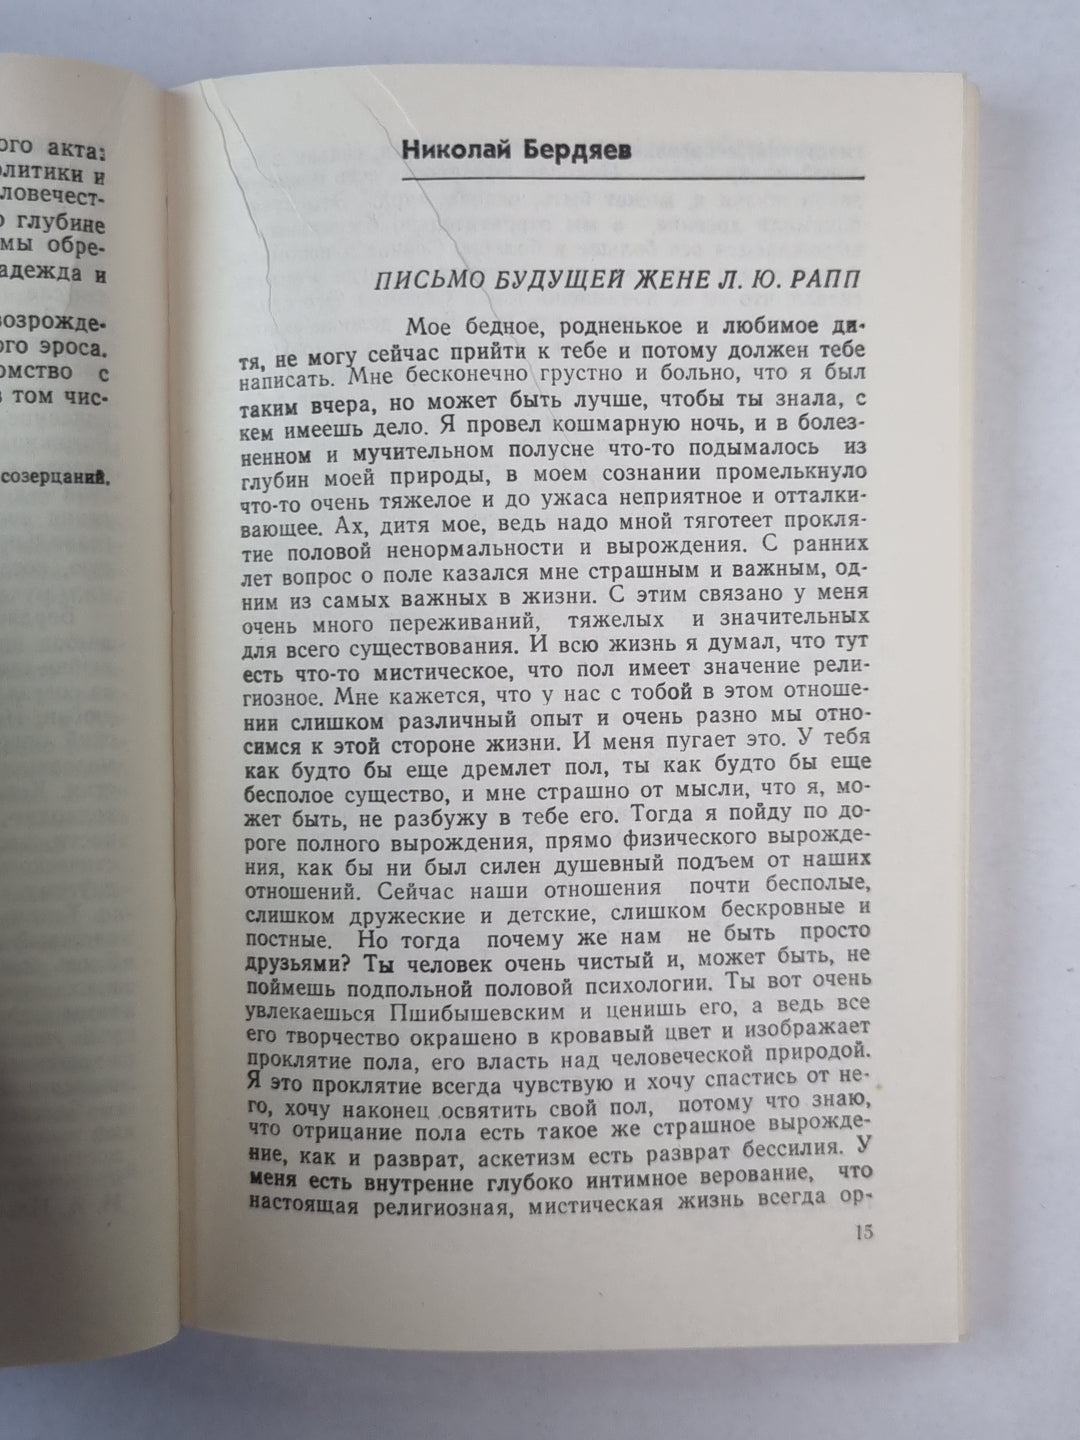 ого акта:
олитики и
ловечест-
о глубине
мы обре-
адежда и
возрожде-
ого эроса.
омство с
в том чис-
созерцаний,
Николай Бердяев
ПИСЬМО БУДУЩЕЙ ЖЕНЕ Л. Ю. РАПП
Мое бедное, родненькое и любимое ди-
тя, не могу сейчас прийти к тебе и потому должен тебе
написать. Мне бесконечно грустно и больно, что я был
таким вчера, но может быть лучше, чтобы ты знала, с
кем имеешь дело. Я провел кошмарную ночь, и в болез-
ненном и мучительном полусне что-то подымалось из
глубин моей природы, в моем сознании промелькнуло
что-то очень тяжелое и до ужаса неприятное и отталки-
вающее. Ах, дитя мое, ведь надо мной тяготеет прокля-
тие половой ненормальности и вырождения. С ранних
лет вопрос о поле казался мне страшным и важным, од-
ним из самых важных в жизни. С этим связано у меня
очень много переживаний, тяжелых и значительных
для всего существования. И всю жизнь я думал, что тут
есть что-то мистическое, что пол имеет значение рели-
гиозное. Мне кажется, что у нас с тобой в этом отноше-
нии слишком различный опыт и очень разно мы отно-
симся к этой стороне жизни. И меня пугает это. У тебя
как будто бы еще дремлет пол, ты как будто бы еще
бесполое существо, и мне страшно от мысли, что я, мо-
жет быть, не разбужу в тебе его. Тогда я пойду по до-
роге полного вырождения, прямо физического вырожде-
ния, как бы ни был силен душевный подъем от наших
отношений. Сейчас наши отношения почти бесполые,
слишком дружеские и детские, слишком бескровные и
постные. Но тогда почему же нам не быть просто
друзьями? Ты человек очень чистый и, может быть, не
поймешь подпольной половой психологии. Ты вот очень
увлекаешься Пшибышевским и ценишь его, а ведь все
его творчество окрашено в кровавый цвет и изображает
проклятие пола, его власть над человеческой природой.
Я это проклятие всегда чувствую и хочу спастись от не-
го, хочу наконец освятить свой пол, потому что знаю,
что отрицание пола есть такое же страшное вырожде-
ние, как и разврат, аскетизм есть разврат бессилия. У
меня есть внутренне глубоко интимное верование, что
настоящая религиозная, мистическая жизнь всегда ор-
15